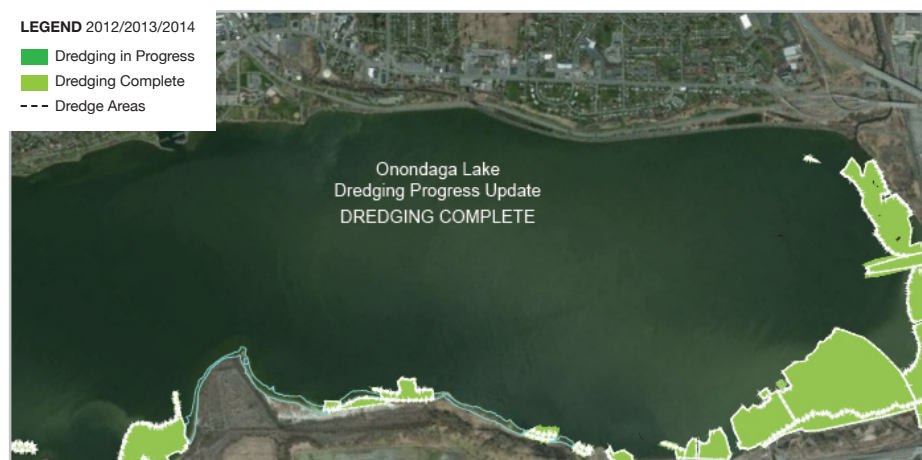 LEGEND 2012/2013/2014
Dredging in Progress
Dredging Complete
Dredge Areas
Onondaga Lake
Dredging Progress Update
DREDGING COMPLETE